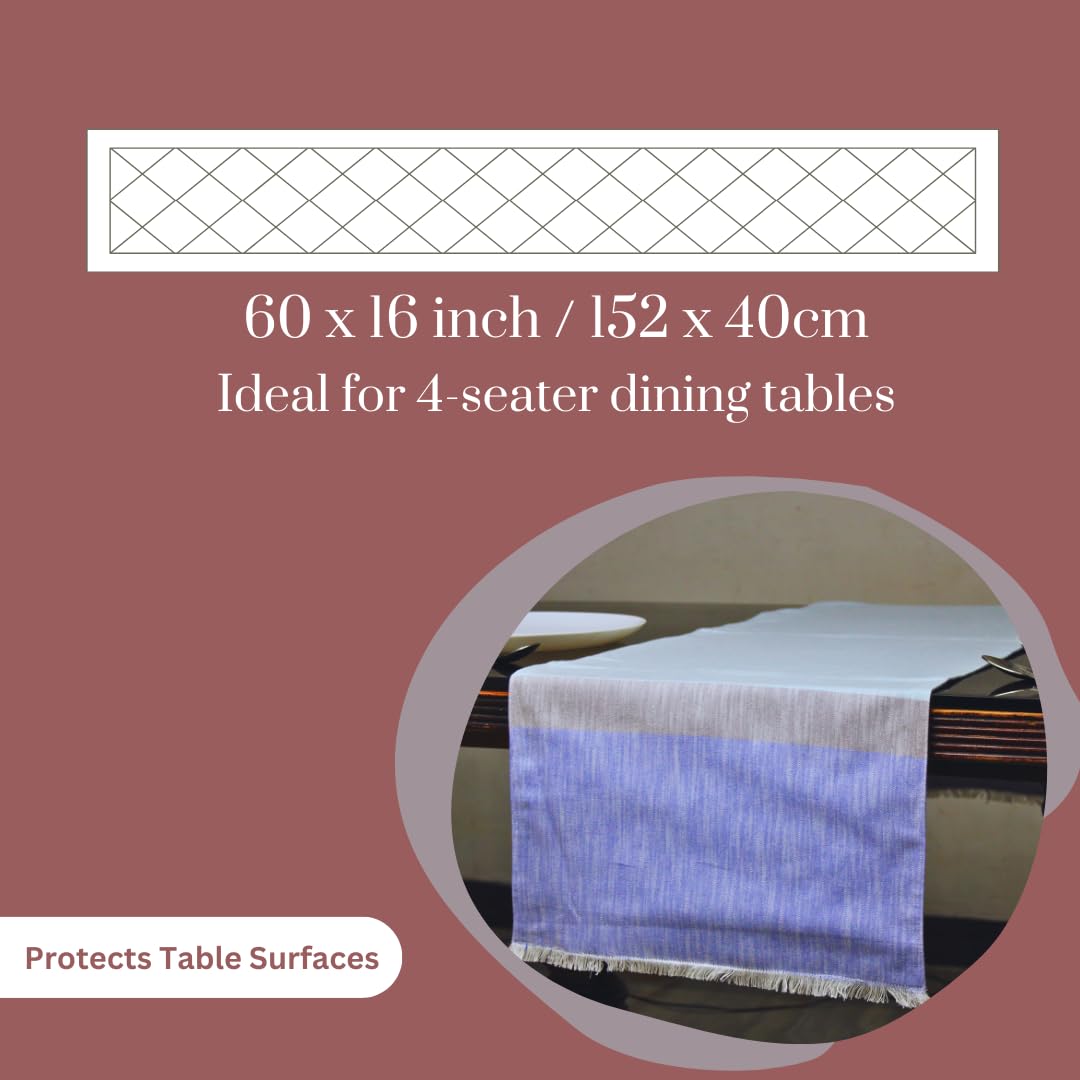 60 x 16 inch / 152 x 40cm
Ideal for 4-seater dining tables
Protects Table Surfaces